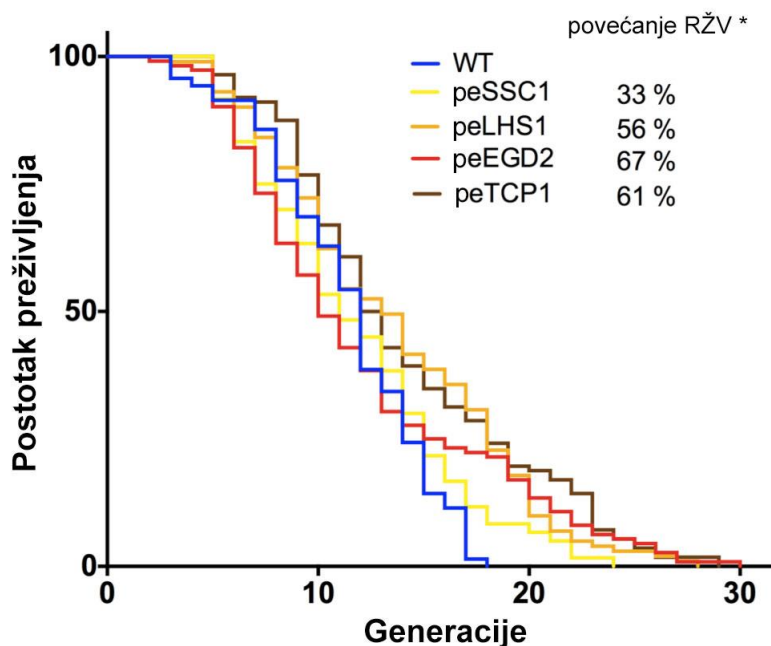 povećanje RŽV *
WT
peSSC1 33 %
peLHS1 56 %
peEGD2 67 %
peTCP1 61 %
Postotak preživljenja
100
50
0
0 10 20 30
Generacije